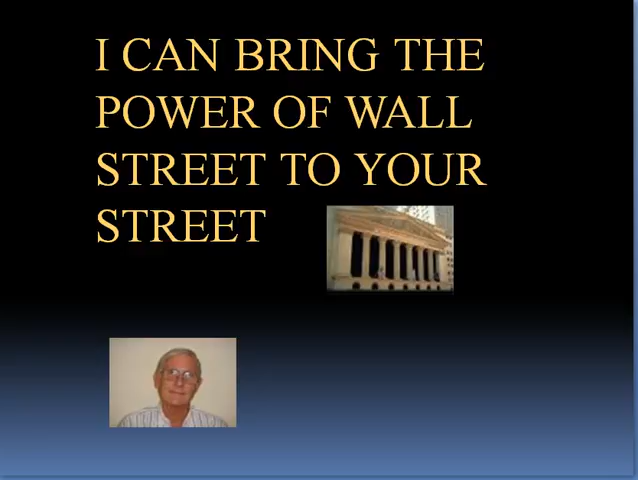 I CAN BRING THE
POWER OF WALL
STREET TO YOUR
STREET